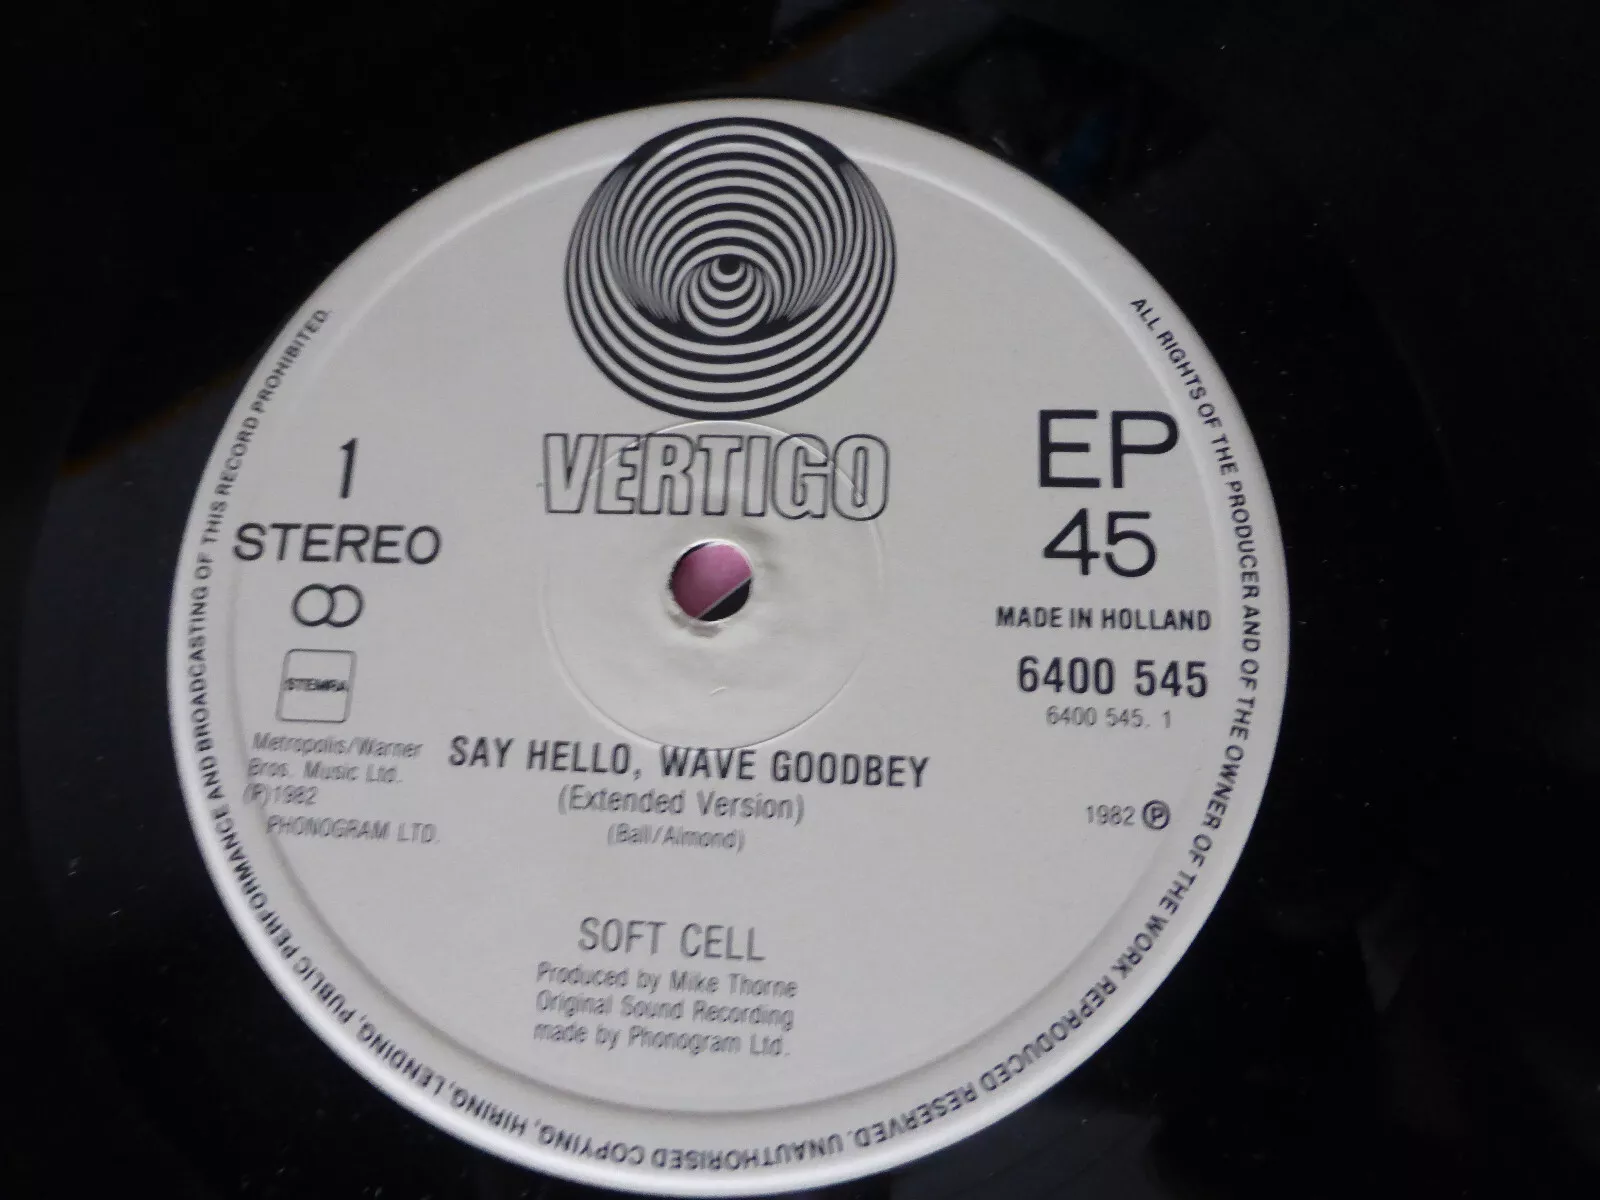 VERTIGO
1
STEREO
STEMRA
Metropolis/Warner
Bros. Music Ltd.
(P)1982
PHONOGRAM LTD.
EP
45
MADE IN HOLLAND
6400 545
6400 545. 1
1982 Ⓟ
SAY HELLO, WAVE GOODBEY
(Extended Version)
(Ball/Almond)
SOFT CELL
Produced by Mike Thorne
Original Sound Recording
made by Phonogram Ltd.
ALL RIGHTS OF THE PRODUCER AND OF THE OWNER OF THE WORK REPRODUCED RESERVED. UNAUTHORISED COPYING, HIRING, LENDING, PUBLIC PERFORMANCE AND BROADCASTING OF THIS RECORD PROHIBITED.